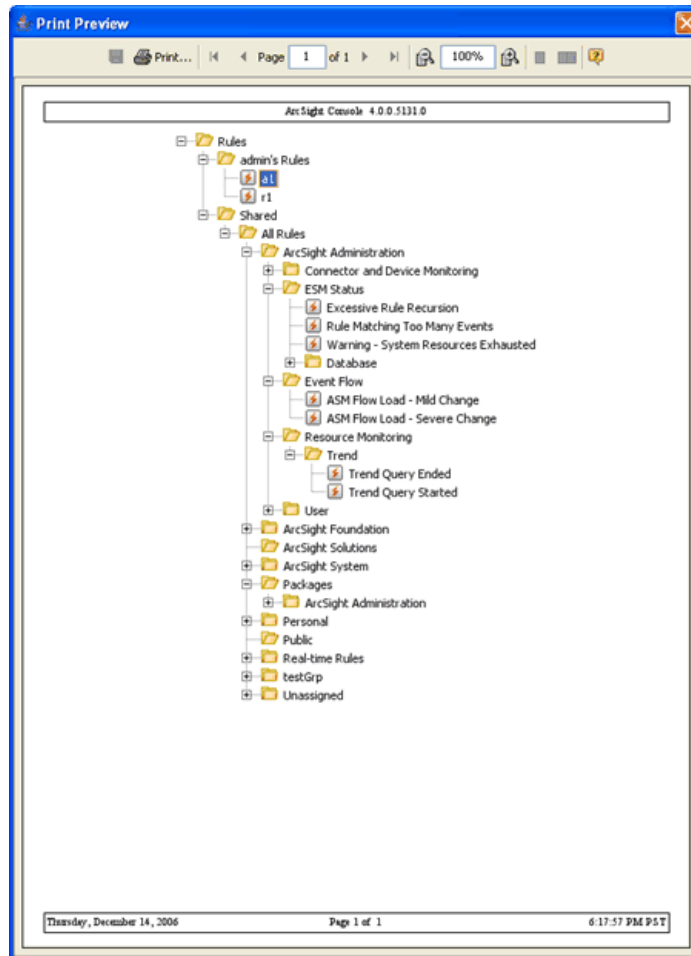 Print Preview
Print... Page 1 of 1 100%
ArcSight Console 4.0.0.5131.0
Rules
admin's Rules
a1
r1
Shared
All Rules
ArcSight Administration
Connector and Device Monitoring
ESM Status
Excessive Rule Recursion
Rule Matching Too Many Events
Warning - System Resources Exhausted
Database
Event Flow
ASM Flow Load - Mild Change
ASM Flow Load - Severe Change
Resource Monitoring
Trend
Trend Query Ended
Trend Query Started
User
ArcSight Foundation
ArcSight Solutions
ArcSight System
Packages
ArcSight Administration
Personal
Public
Real-time Rules
testGrp
Unassigned
Thursday, December 14, 2006 Page 1 of 1 6:17:57 PM PST